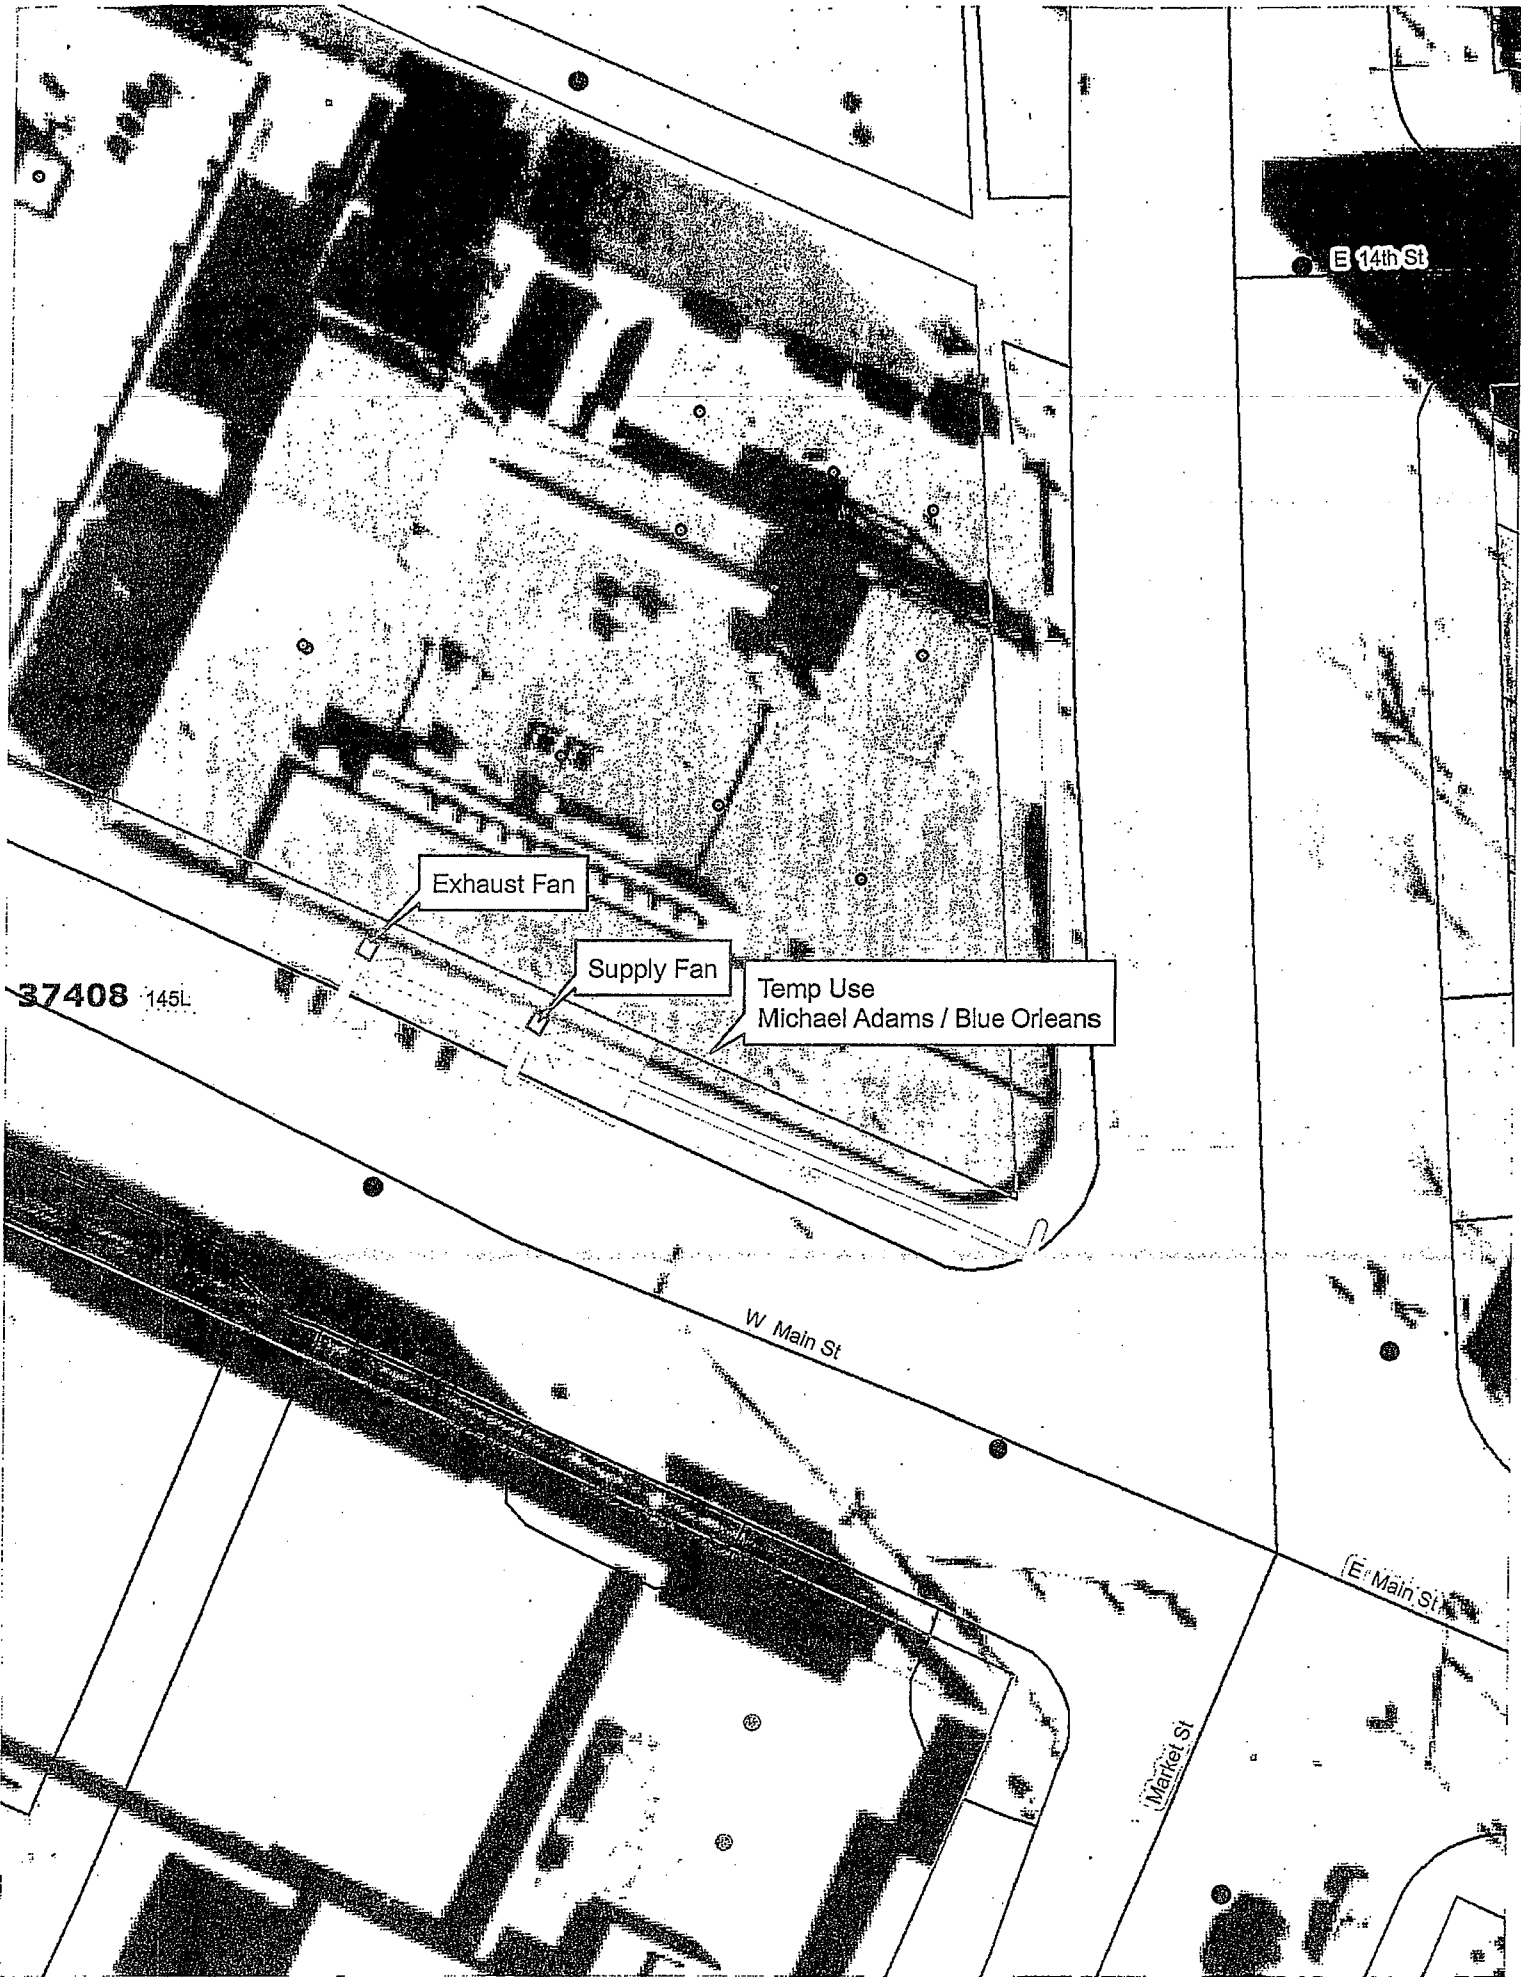 E 14th St
Exhaust Fan
Supply Fan
Temp Use
Michael Adams / Blue Orleans
37408 145L
W Main St
E Main St
Market St